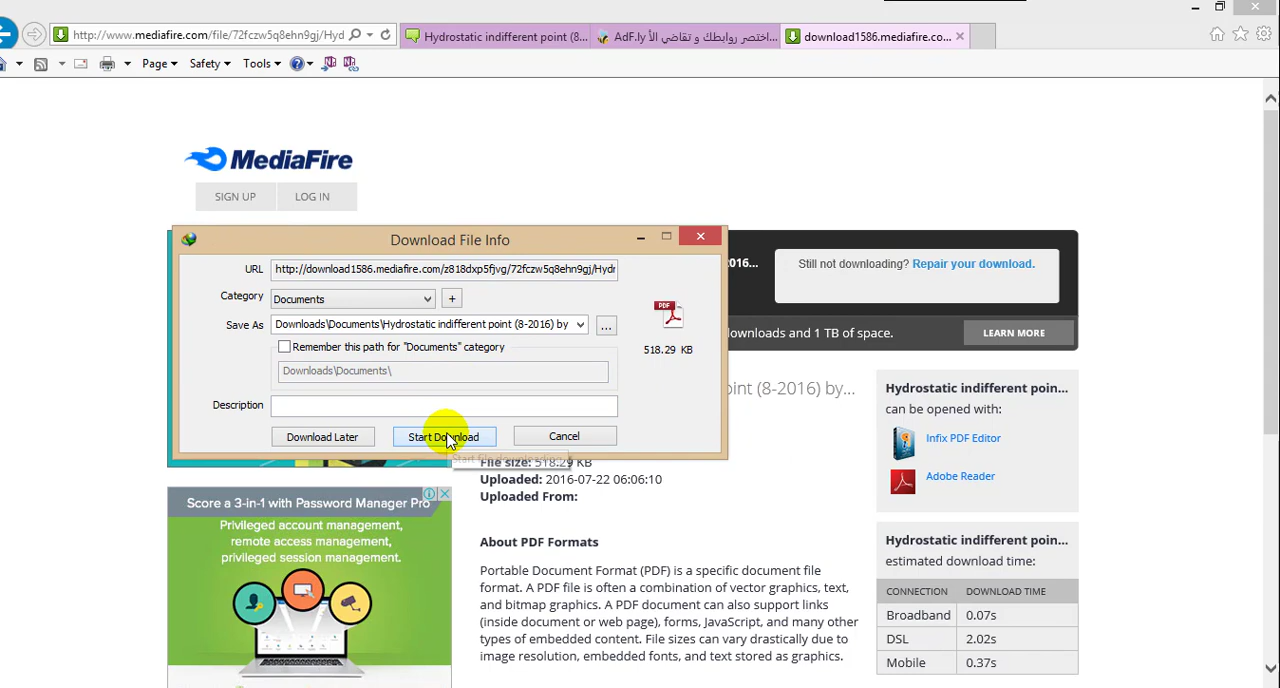 http://www.mediafire.com/file/72fczw5q8ehn9gj/Hyd
Hydrostatic indifferent point (8...
AdF.ly اختصر روابطك و تقاضي الأ...
download1586.mediafire.co...
Page Safety Tools
MediaFire
SIGN UP LOG IN
Download File Info
2016...
Still not downloading? Repair your download.
URL http://download1586.mediafire.com/z818dxp5fjvg/72fczw5q8ehn9gj/Hydr
Category Documents +
Save As Downloads\Documents\Hydrostatic indifferent point (8-2016) by ...
PDF
518.29 KB
Remember this path for "Documents" category
Downloads\Documents\
Description
Download Later Start Download Cancel
Start file downloading
ownloads and 1 TB of space. LEARN MORE
oint (8-2016) by...
Hydrostatic indifferent poin...
can be opened with:
Infix PDF Editor
Adobe Reader
File size: 518.29 KB
Uploaded: 2016-07-22 06:06:10
Uploaded From:
Score a 3-in-1 with Password Manager Pro
Privileged account management,
remote access management,
privileged session management.
About PDF Formats
Portable Document Format (PDF) is a specific document file
format. A PDF file is often a combination of vector graphics, text,
and bitmap graphics. A PDF document can also support links
(inside document or web page), forms, JavaScript, and many other
types of embedded content. File sizes can vary drastically due to
image resolution, embedded fonts, and text stored as graphics.
Hydrostatic indifferent poin...
estimated download time:
CONNECTION DOWNLOAD TIME
Broadband 0.07s
DSL 2.02s
Mobile 0.37s